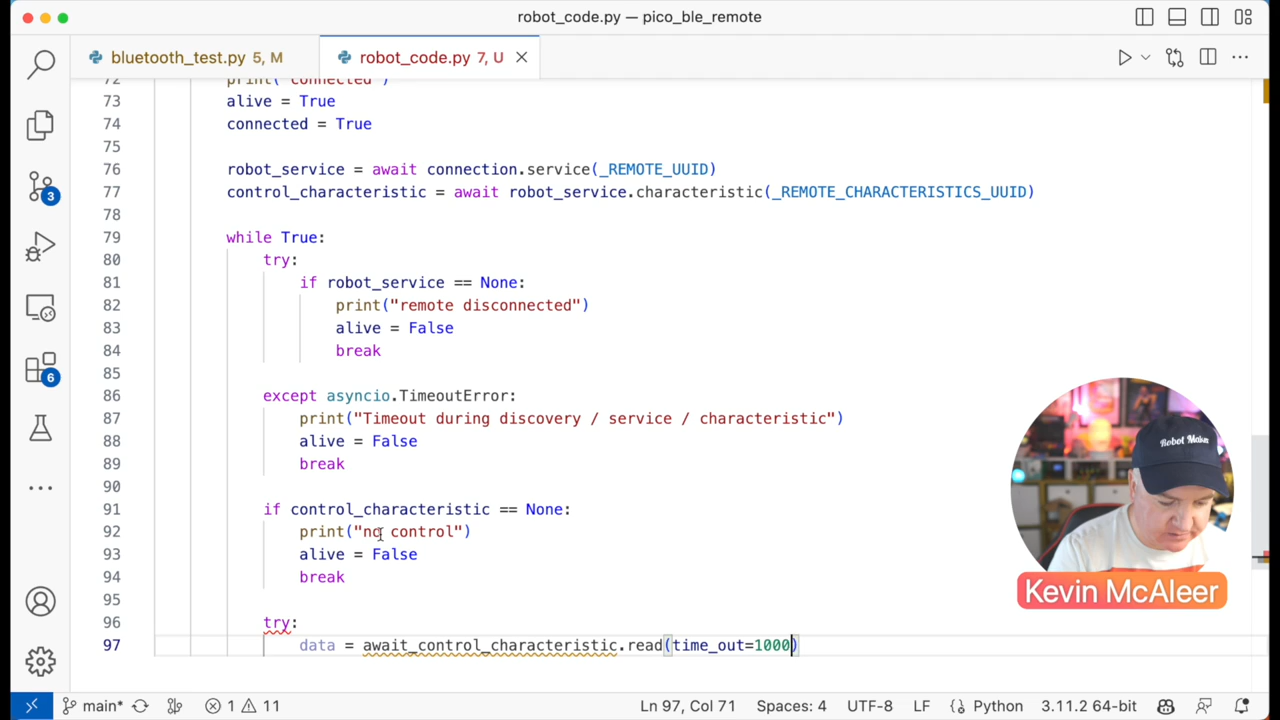 robot_code.py — pico_ble_remote
bluetooth_test.py 5, M
robot_code.py 7, U
72 print("connected")
73 alive = True
74 connected = True
75
76 robot_service = await connection.service(_REMOTE_UUID)
77 control_characteristic = await robot_service.characteristic(_REMOTE_CHARACTERISTICS_UUID)
78
79 while True:
80 try:
81 if robot_service == None:
82 print("remote disconnected")
83 alive = False
84 break
85
86 except asyncio.TimeoutError:
87 print("Timeout during discovery / service / characteristic")
88 alive = False
89 break
90
91 if control_characteristic == None:
92 print("no control")
93 alive = False
94 break
95
96 try:
97 data = await_control_characteristic.read(time_out=1000)
3
6
Robot Maker
Kevin McAleer
main* 1 11 Ln 97, Col 71 Spaces: 4 UTF-8 LF Python 3.11.2 64-bit